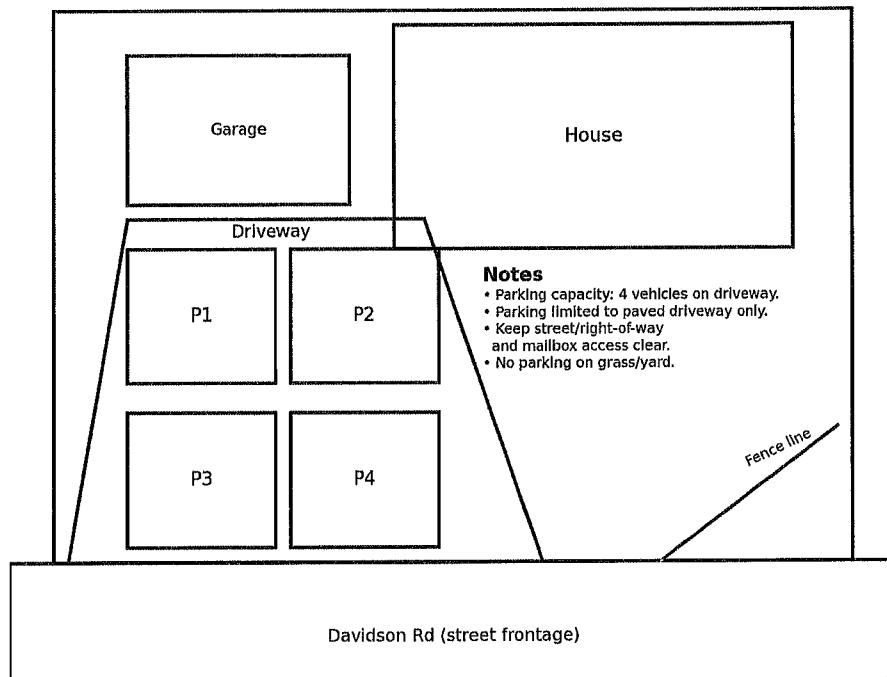 Garage
House
Driveway
P1
P2
Notes
• Parking capacity: 4 vehicles on driveway.
• Parking limited to paved driveway only.
• Keep street/right-of-way
and mailbox access clear.
• No parking on grass/yard.
Fence line
P3
P4
Davidson Rd (street frontage)